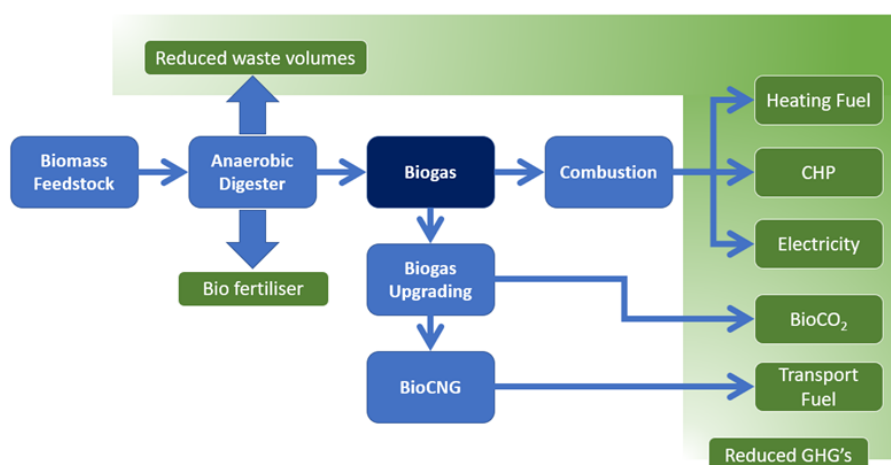 Reduced waste volumes
Heating Fuel
Biomass
Feedstock
Anaerobic
Digester
Biogas
Combustion
CHP
Electricity
Bio fertiliser
Biogas
Upgrading
BioCO₂
BioCNG
Transport
Fuel
Reduced GHG's